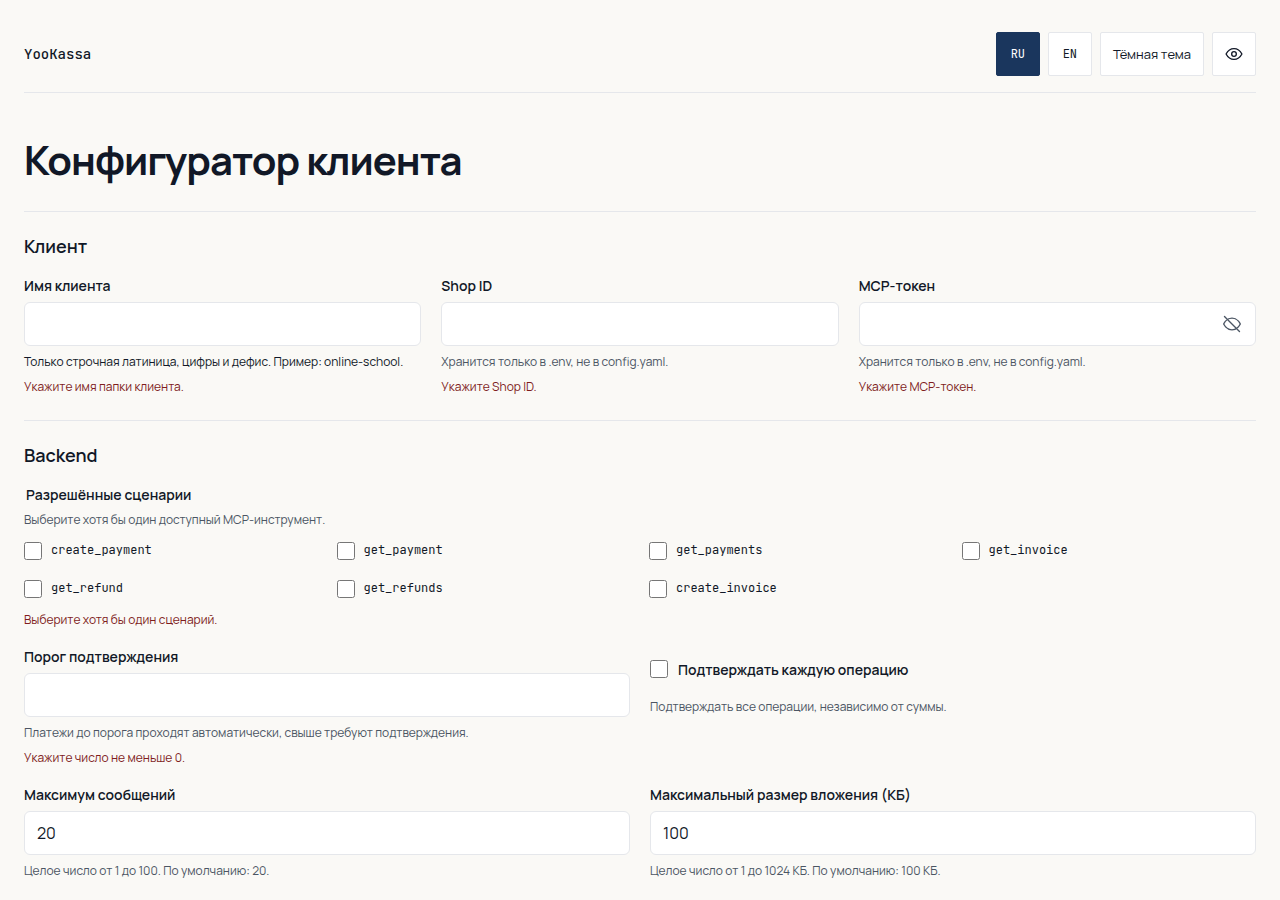 YooKassa
RU
EN
Тёмная тема
Конфигуратор клиента
Клиент
Имя клиента
Shop ID
MCP-токен
Только строчная латиница, цифры и дефис. Пример: online-school.
Хранится только в .env, не в config.yaml.
Хранится только в .env, не в config.yaml.
Укажите имя папки клиента.
Укажите Shop ID.
Укажите MCP-токен.
Backend
Разрешённые сценарии
Выберите хотя бы один доступный MCP-инструмент.
create_payment
get_payment
get_payments
get_invoice
get_refund
get_refunds
create_invoice
Выберите хотя бы один сценарий.
Порог подтверждения
Подтверждать каждую операцию
Подтверждать все операции, независимо от суммы.
Платежи до порога проходят автоматически, свыше требуют подтверждения.
Укажите число не меньше 0.
Максимум сообщений
Максимальный размер вложения (КБ)
20
100
Целое число от 1 до 100. По умолчанию: 20.
Целое число от 1 до 1024 КБ. По умолчанию: 100 КБ.